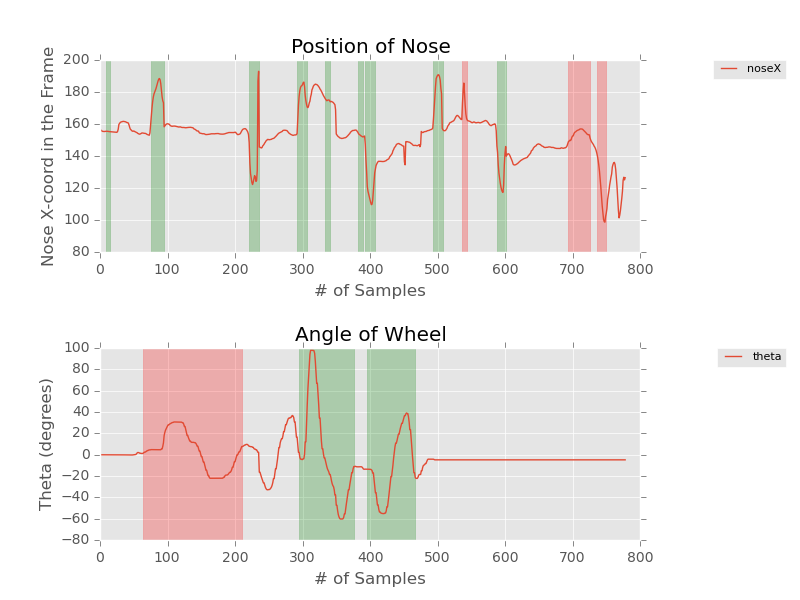 Position of Nose
200
180
160
140
120
100
80
Nose X-coord in the Frame
0 100 200 300 400 500 600 700 800
# of Samples
noseX
Angle of Wheel
100
80
60
40
20
0
−20
−40
−60
−80
Theta (degrees)
0 100 200 300 400 500 600 700 800
# of Samples
theta